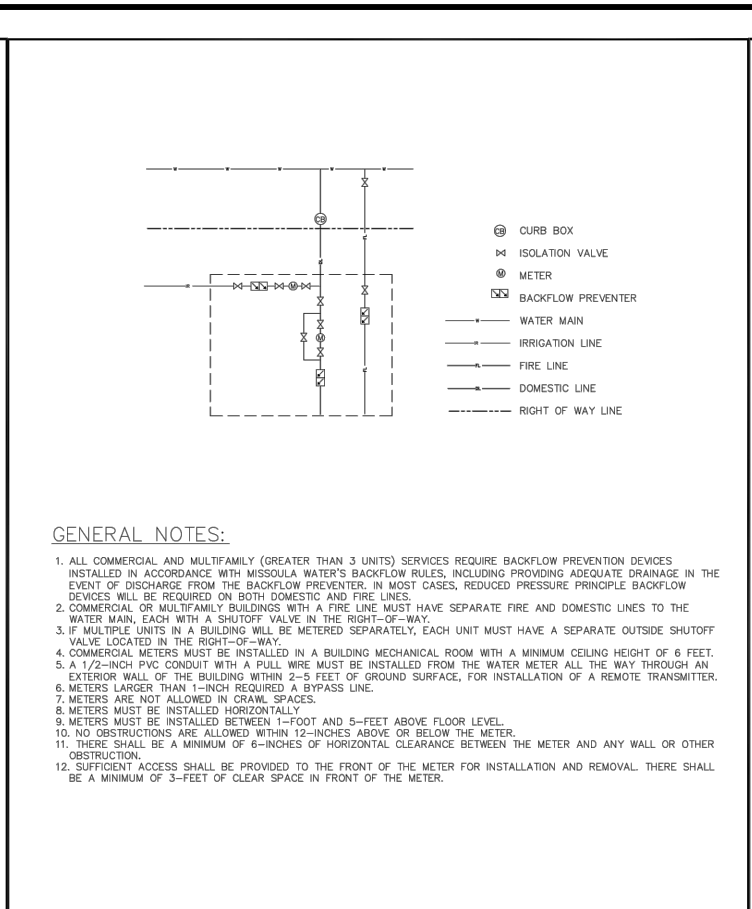 W W W W W
CB
FL
DL
IR M
M
FL
CB CURB BOX
ISOLATION VALVE
M METER
BACKFLOW PREVENTER
W WATER MAIN
IR IRRIGATION LINE
FL FIRE LINE
DL DOMESTIC LINE
RIGHT OF WAY LINE
GENERAL NOTES:
1. ALL COMMERCIAL AND MULTIFAMILY (GREATER THAN 3 UNITS) SERVICES REQUIRE BACKFLOW PREVENTION DEVICES
INSTALLED IN ACCORDANCE WITH MISSOULA WATER'S BACKFLOW RULES, INCLUDING PROVIDING ADEQUATE DRAINAGE IN THE
EVENT OF DISCHARGE FROM THE BACKFLOW PREVENTER. IN MOST CASES, REDUCED PRESSURE PRINCIPLE BACKFLOW
DEVICES WILL BE REQUIRED ON BOTH DOMESTIC AND FIRE LINES.
2. COMMERCIAL OR MULTIFAMILY BUILDINGS WITH A FIRE LINE MUST HAVE SEPARATE FIRE AND DOMESTIC LINES TO THE
WATER MAIN, EACH WITH A SHUTOFF VALVE IN THE RIGHT-OF-WAY.
3. IF MULTIPLE UNITS IN A BUILDING WILL BE METERED SEPARATELY, EACH UNIT MUST HAVE A SEPARATE OUTSIDE SHUTOFF
VALVE LOCATED IN THE RIGHT-OF-WAY.
4. COMMERCIAL METERS MUST BE INSTALLED IN A BUILDING MECHANICAL ROOM WITH A MINIMUM CEILING HEIGHT OF 6 FEET.
5. A 1/2-INCH PVC CONDUIT WITH A PULL WIRE MUST BE INSTALLED FROM THE WATER METER ALL THE WAY THROUGH AN
EXTERIOR WALL OF THE BUILDING WITHIN 2-5 FEET OF GROUND SURFACE, FOR INSTALLATION OF A REMOTE TRANSMITTER.
6. METERS LARGER THAN 1-INCH REQUIRED A BYPASS LINE.
7. METERS ARE NOT ALLOWED IN CRAWL SPACES.
8. METERS MUST BE INSTALLED HORIZONTALLY
9. METERS MUST BE INSTALLED BETWEEN 1-FOOT AND 5-FEET ABOVE FLOOR LEVEL.
10. NO OBSTRUCTIONS ARE ALLOWED WITHIN 12-INCHES ABOVE OR BELOW THE METER.
11. THERE SHALL BE A MINIMUM OF 6-INCHES OF HORIZONTAL CLEARANCE BETWEEN THE METER AND ANY WALL OR OTHER
OBSTRUCTION.
12. SUFFICIENT ACCESS SHALL BE PROVIDED TO THE FRONT OF THE METER FOR INSTALLATION AND REMOVAL. THERE SHALL
BE A MINIMUM OF 3-FEET OF CLEAR SPACE IN FRONT OF THE METER.